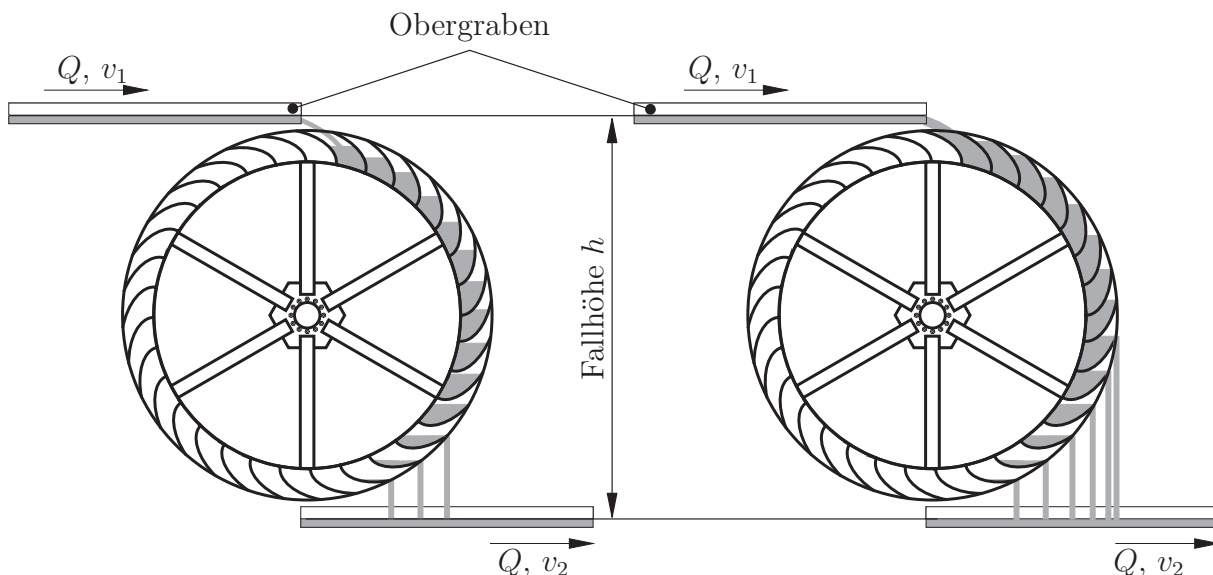 Obergraben
Q, v₁
Q, v₁
Fallhöhe h
Q, v₂
Q, v₂